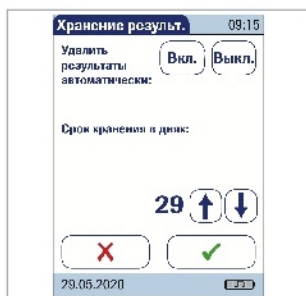 Хранение результ. 09:15
Удалить Вкл. Выкл.
результаты
автоматически:
Срок хранения в днях:
29
29.05.2020